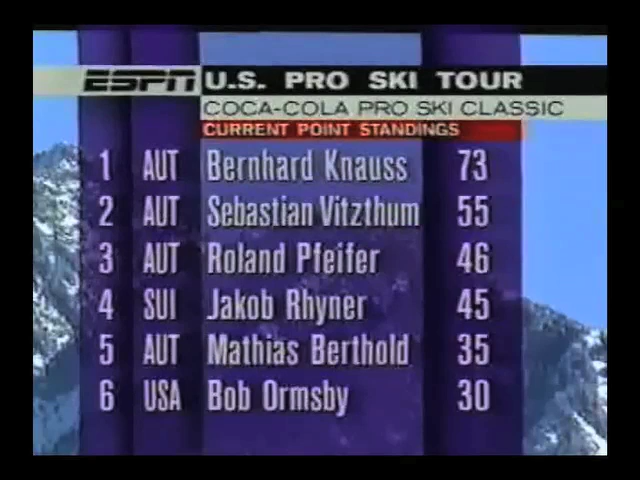 ESPN U.S. PRO SKI TOUR
COCA-COLA PRO SKI CLASSIC
CURRENT POINT STANDINGS
1 AUT Bernhard Knauss 73
2 AUT Sebastian Vitzthum 55
3 AUT Roland Pfeifer 46
4 SUI Jakob Rhyner 45
5 AUT Mathias Berthold 35
6 USA Bob Ormsby 30